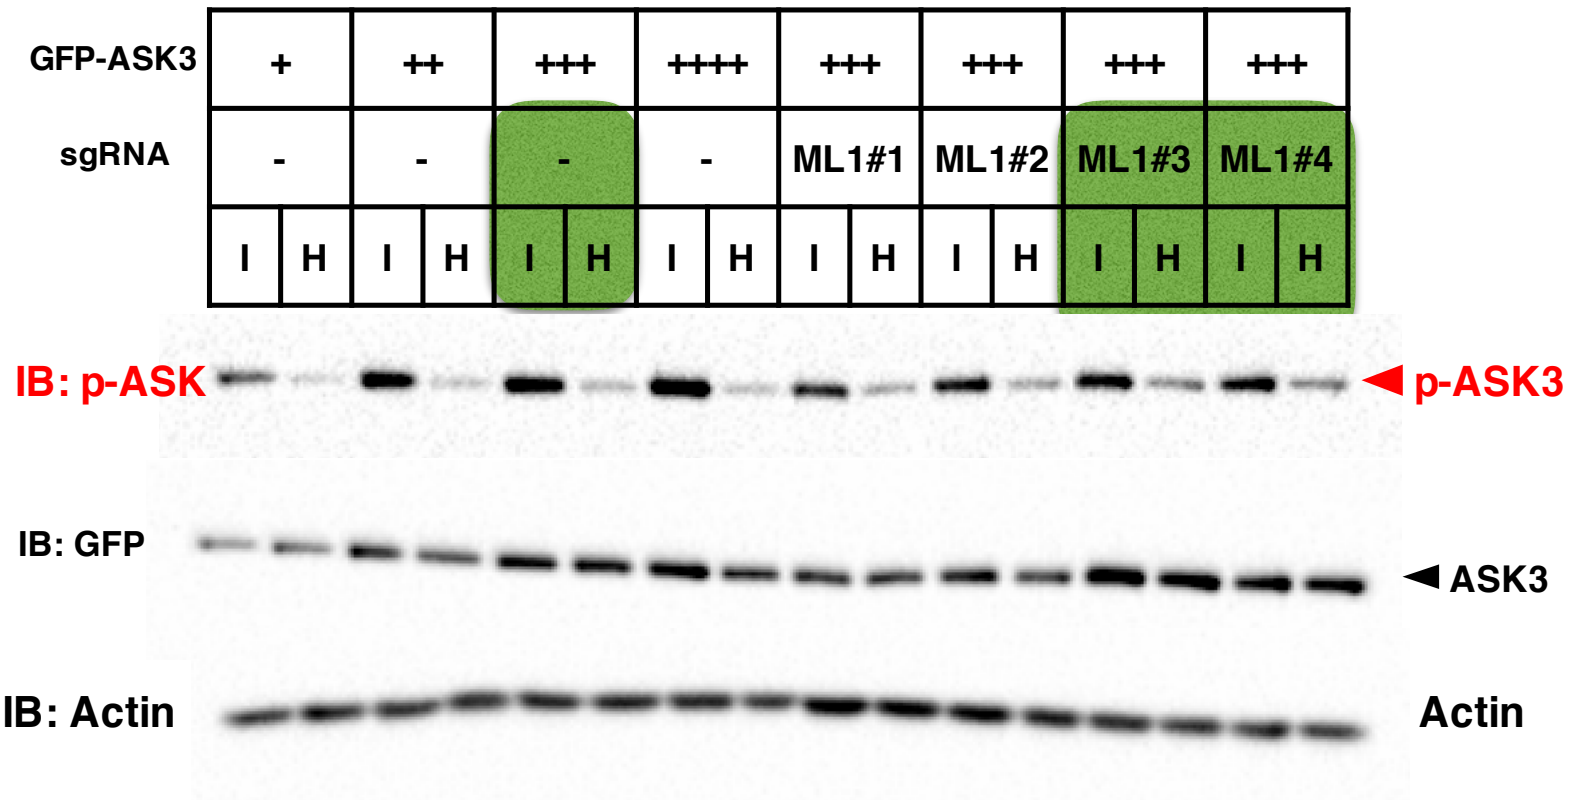 GFP-ASK3 + ++ +++ ++++ +++ +++ +++ +++
sgRNA - - - - ML1#1 ML1#2 ML1#3 ML1#4
I H I H I H I H I H I H I H I H
IB: p-ASK p-ASK3
IB: GFP ASK3
IB: Actin Actin